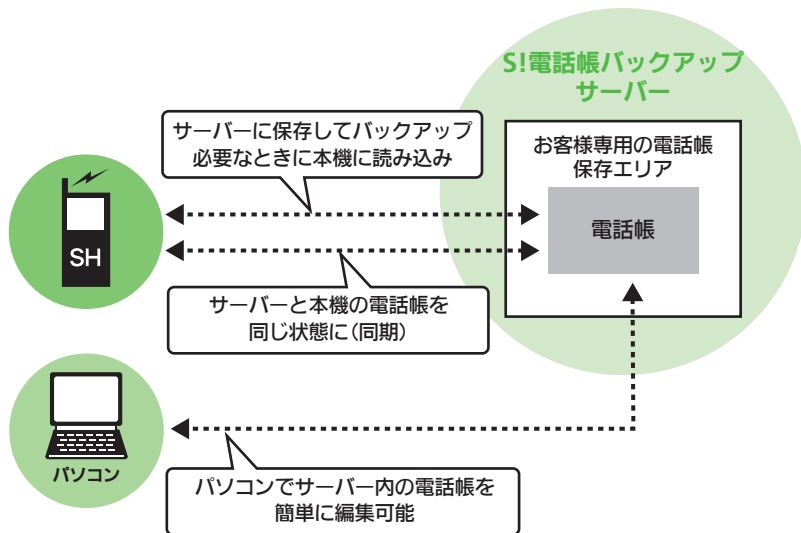 S!電話帳バックアップ
サーバー
サーバーに保存してバックアップ
必要なときに本機に読み込み
お客様専用の電話帳
保存エリア
電話帳
SH
サーバーと本機の電話帳を
同じ状態に(同期)
パソコン
パソコンでサーバー内の電話帳を
簡単に編集可能